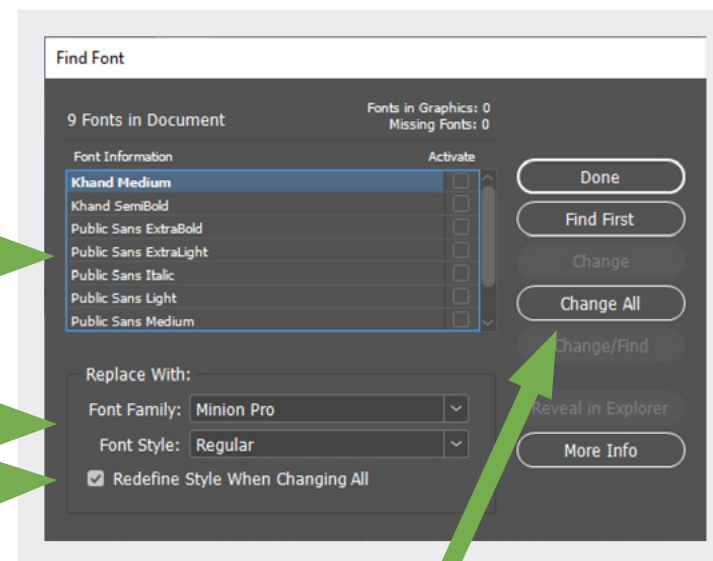 Find Font
9 Fonts in Document
Fonts in Graphics: 0
Missing Fonts: 0
Font Information Activate
Khand Medium
Khand SemiBold
Public Sans ExtraBold
Public Sans ExtraLight
Public Sans Italic
Public Sans Light
Public Sans Medium
Done
Find First
Change
Change All
Change/Find
Reveal in Explorer
More Info
Replace With:
Font Family: Minion Pro
Font Style: Regular
Redefine Style When Changing All